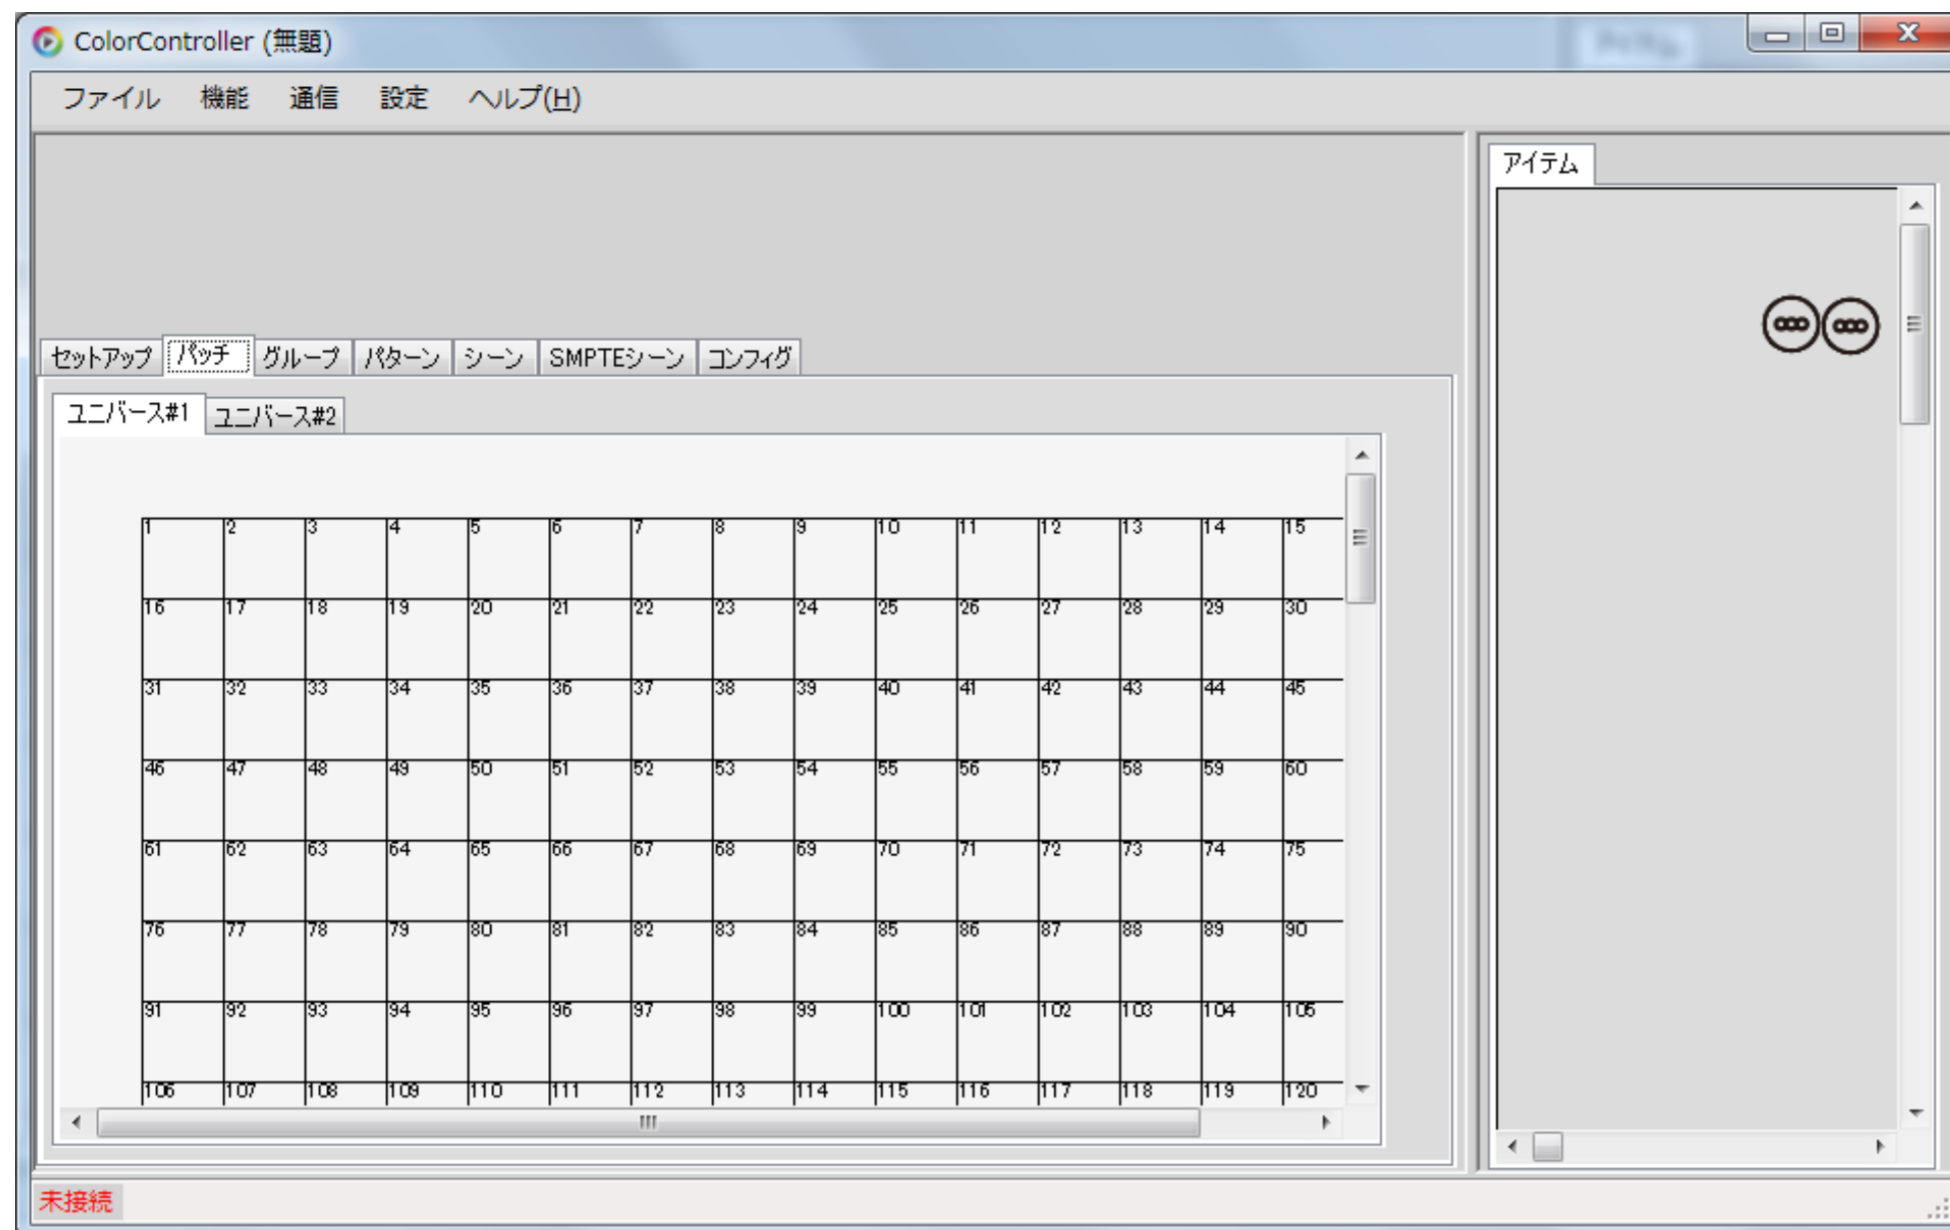 ColorController (無題)
ファイル 機能 通信 設定 ヘルプ(H)
アイテム
セットアップ パッチ グループ パターン シーン SMPTEシーン コンフィグ
ユニバース#1 ユニバース#2
1 2 3 4 5 6 7 8 9 10 11 12 13 14 15
16 17 18 19 20 21 22 23 24 25 26 27 28 29 30
31 32 33 34 35 36 37 38 39 40 41 42 43 44 45
46 47 48 49 50 51 52 53 54 55 56 57 58 59 60
61 62 63 64 65 66 67 68 69 70 71 72 73 74 75
76 77 78 79 80 81 82 83 84 85 86 87 88 89 90
91 92 93 94 95 96 97 98 99 100 101 102 103 104 105
106 107 108 109 110 111 112 113 114 115 116 117 118 119 120
未接続